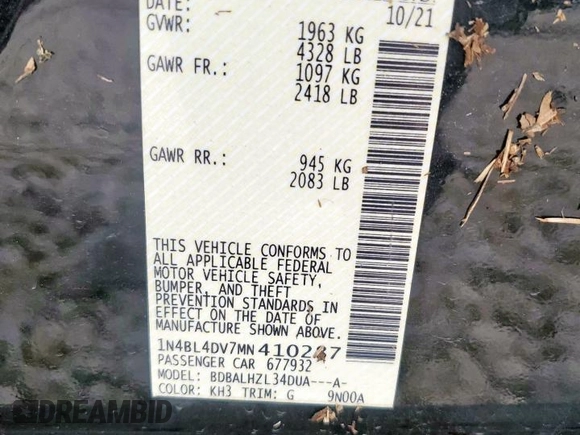 DATE: 10/21
GVWR: 1963 KG
4328 LB
GAWR FR.: 1097 KG
2418 LB
GAWR RR.: 945 KG
2083 LB
THIS VEHICLE CONFORMS TO
ALL APPLICABLE FEDERAL
MOTOR VEHICLE SAFETY,
BUMPER, AND THEFT
PREVENTION STANDARDS IN
EFFECT ON THE DATE OF
MANUFACTURE SHOWN ABOVE.
1N4BL4DV7MN
PASSENGER CAR 677932
MODEL: BDBALHZL34DUA---A-
COLOR: KH3 TRIM: G 9N00A
DREAMBID